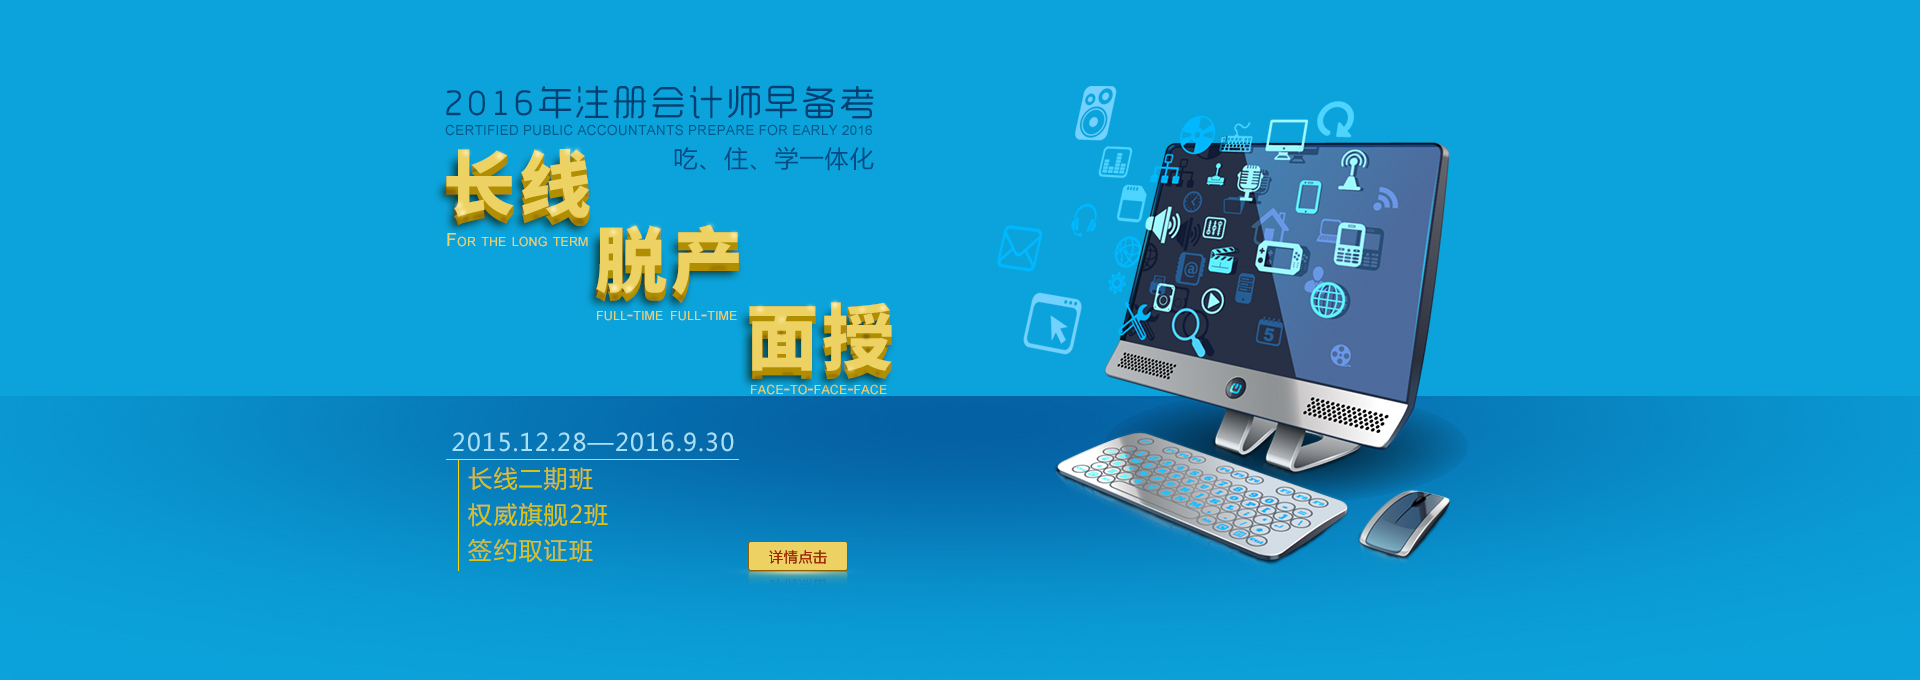 2016年注册会计师早备考
CERTIFIED PUBLIC ACCOUNTANTS PREPARE FOR EARLY 2016
吃、住、学一体化
长线
FOR THE LONG TERM
脱产
FULL-TIME FULL-TIME
面授
FACE-TO-FACE-FACE
2015.12.28—2016.9.30
长线二期班
权威旗舰2班
签约取证班
详情点击
5